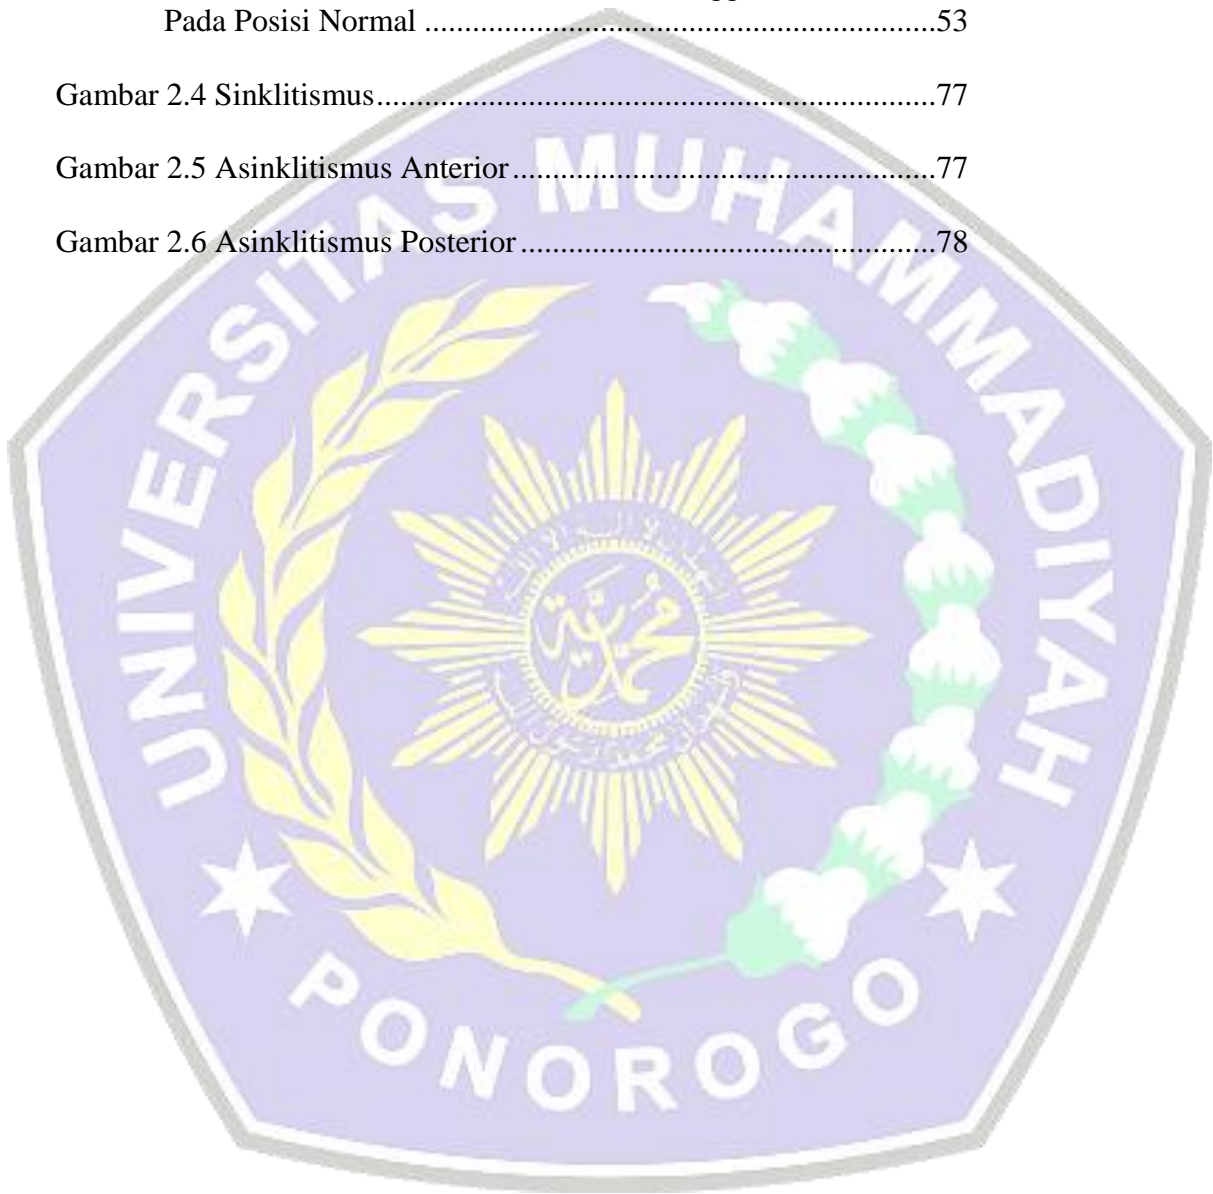 Pada Posisi Normal .................................................................53
Gambar 2.4 Sinklitismus.......................................................................77
Gambar 2.5 Asinklitismus Anterior ......................................................77
Gambar 2.6 Asinklitismus Posterior .....................................................78
UNIVERSITAS MUHAMMADIYAH
محمدية
PONOROGO